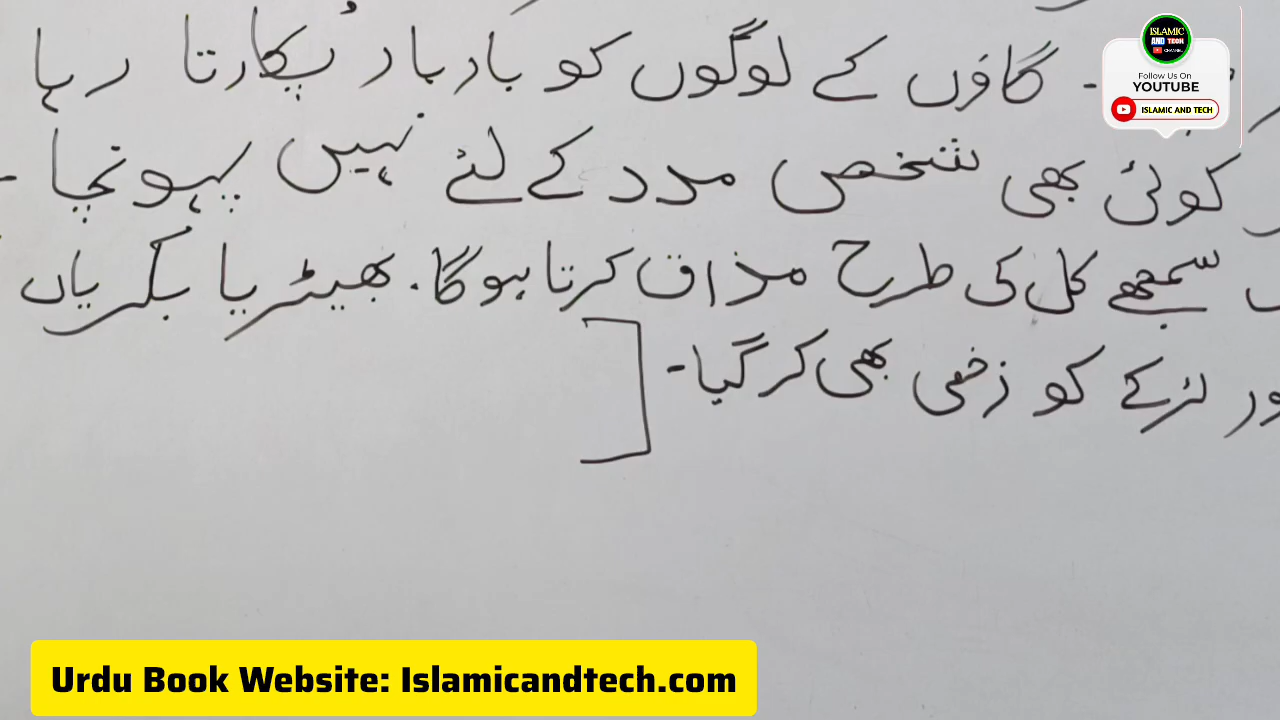 - گاؤں کے لوگوں کو بار بار پُکارتا رہا
کوئی بھی شخص مدد کے لئے نہیں پہونچا -
سمجھے کل کی طرح مذاق کرتا ہوگا. بھیڑیا بکریاں
لڑکے کو زخمی بھی کر گیا -
ISLAMIC
AND TECH
CHANNEL
Follow Us On
YOUTUBE
ISLAMIC AND TECH
Urdu Book Website: Islamicandtech.com